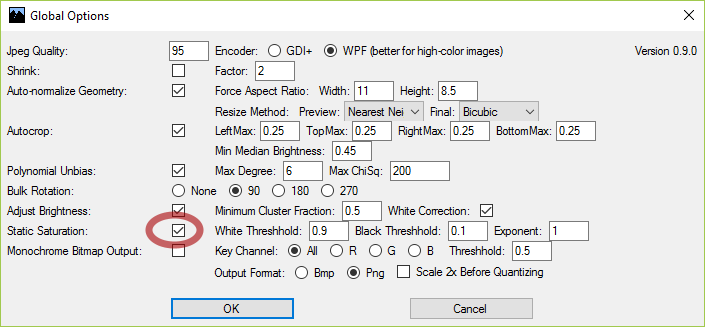 Global Options
Jpeg Quality: 95 Encoder: GDI+ WPF (better for high-color images) Version 0.9.0
Shrink: Factor: 2
Auto-normalize Geometry: Force Aspect Ratio: Width: 11 Height: 8.5
Resize Method: Preview: Nearest Nei Final: Bicubic
Autocrop: LeftMax: 0.25 TopMax: 0.25 RightMax: 0.25 BottomMax: 0.25
Min Median Brightness: 0.45
Polynomial Unbias: Max Degree: 6 Max ChiSq: 200
Bulk Rotation: None 90 180 270
Adjust Brightness: Minimum Cluster Fraction: 0.5 White Correction:
Static Saturation: White Threshhold: 0.9 Black Threshhold: 0.1 Exponent: 1
Monochrome Bitmap Output: Key Channel: All R G B Threshhold: 0.5
Output Format: Bmp Png Scale 2x Before Quantizing
OK Cancel